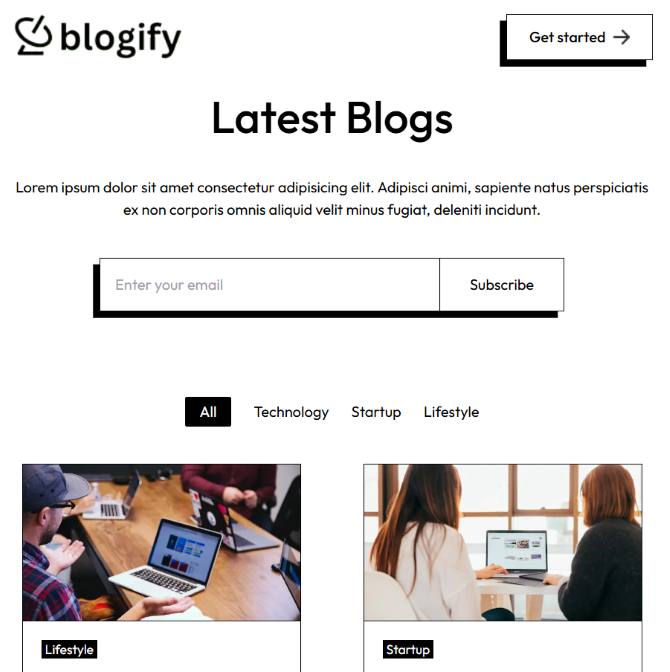 blogify
Get started
Latest Blogs
Lorem ipsum dolor sit amet consectetur adipisicing elit. Adipisci animi, sapiente natus perspiciatis
ex non corporis omnis aliquid velit minus fugiat, deleniti incidunt.
Enter your email
Subscribe
All
Technology
Startup
Lifestyle
Lifestyle
Startup